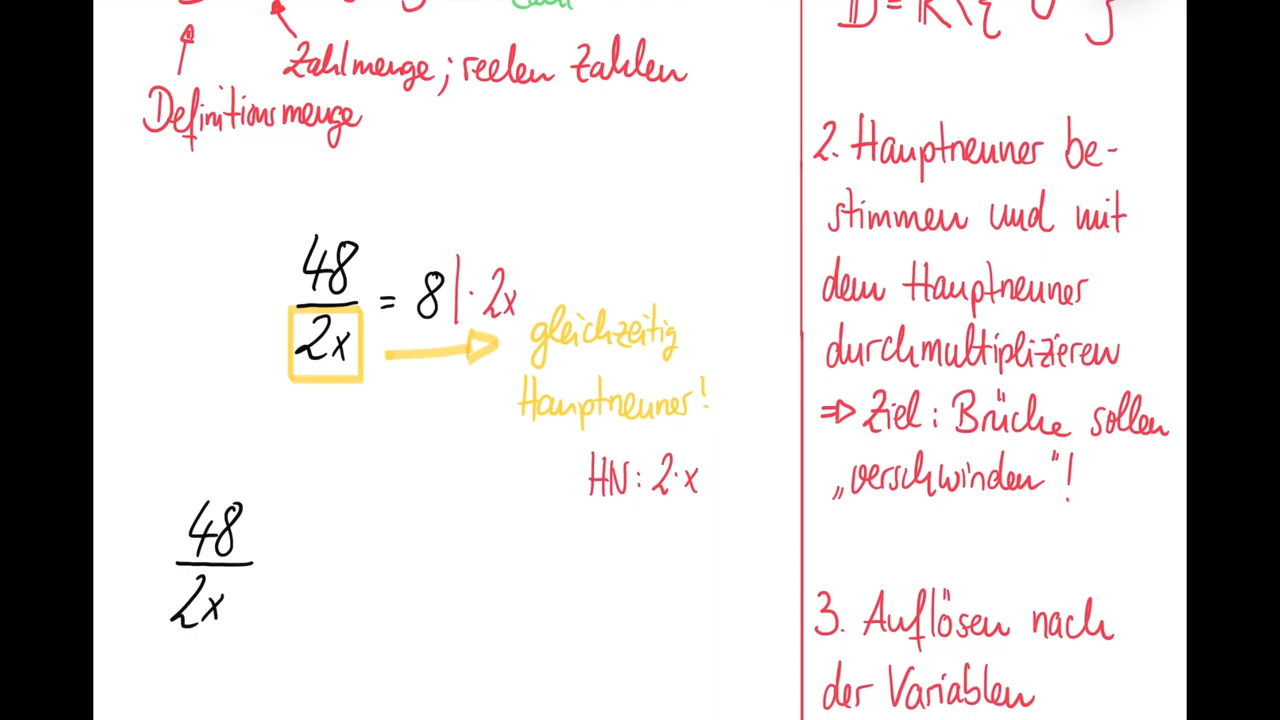 Zahlmenge; reelen Zahlen
Definitionsmenge
48
2x
= 8 | · 2x
gleichzeitig
Hauptnenner!
HN: 2·x
48
2x
D = R \ { 0 }
2. Hauptnenner be-
stimmen und mit
dem Hauptnenner
durchmultiplizieren
⇒ Ziel: Brüche sollen
„verschwinden"!
3. Auflösen nach
der Variablen